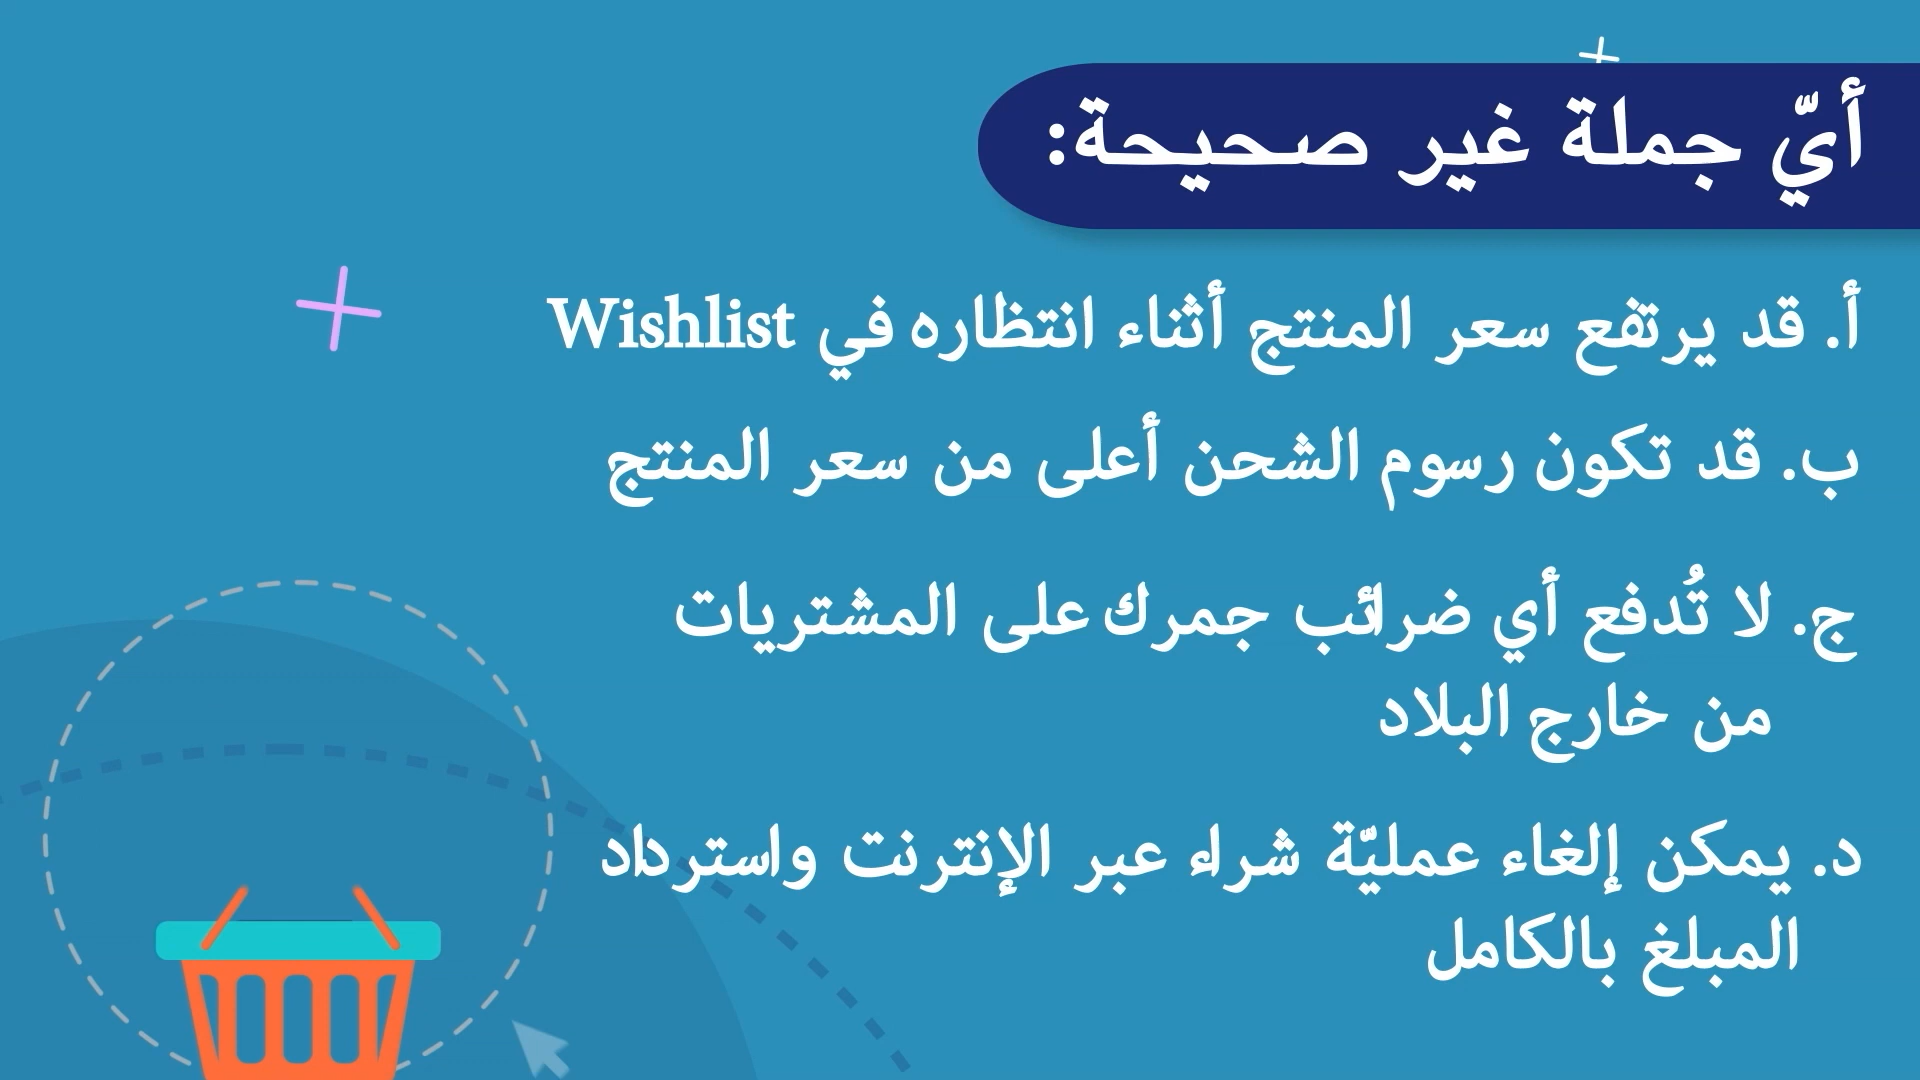 أيّ جملة غير صحيحة:
أ. قد يرتفع سعر المنتج أثناء انتظاره في Wishlist
ب. قد تكون رسوم الشحن أعلى من سعر المنتج
ج. لا تُدفع أي ضرائب جمرك على المشتريات
من خارج البلاد
د. يمكن إلغاء عمليّة شراء عبر الإنترنت واسترداد
المبلغ بالكامل